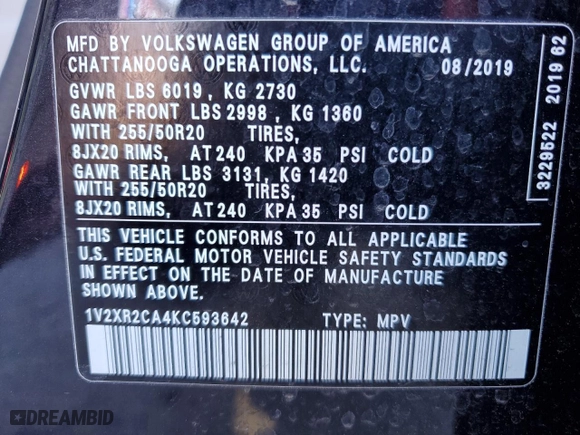 MFD BY VOLKSWAGEN GROUP OF AMERICA
CHATTANOOGA OPERATIONS, LLC. 08/2019
GVWR LBS 6019 , KG 2730
GAWR FRONT LBS 2998 , KG 1360
WITH 255/50R20 TIRES,
8JX20 RIMS, AT 240 KPA 35 PSI COLD
GAWR REAR LBS 3131, KG 1420
WITH 255/50R20 TIRES,
8JX20 RIMS, AT 240 KPA 35 PSI COLD
THIS VEHICLE CONFORMS TO ALL APPLICABLE
U.S. FEDERAL MOTOR VEHICLE SAFETY STANDARDS
IN EFFECT ON THE DATE OF MANUFACTURE
SHOWN ABOVE.
1V2XR2CA4KC593642 TYPE: MPV
3229522 2019 62
DREAMBID